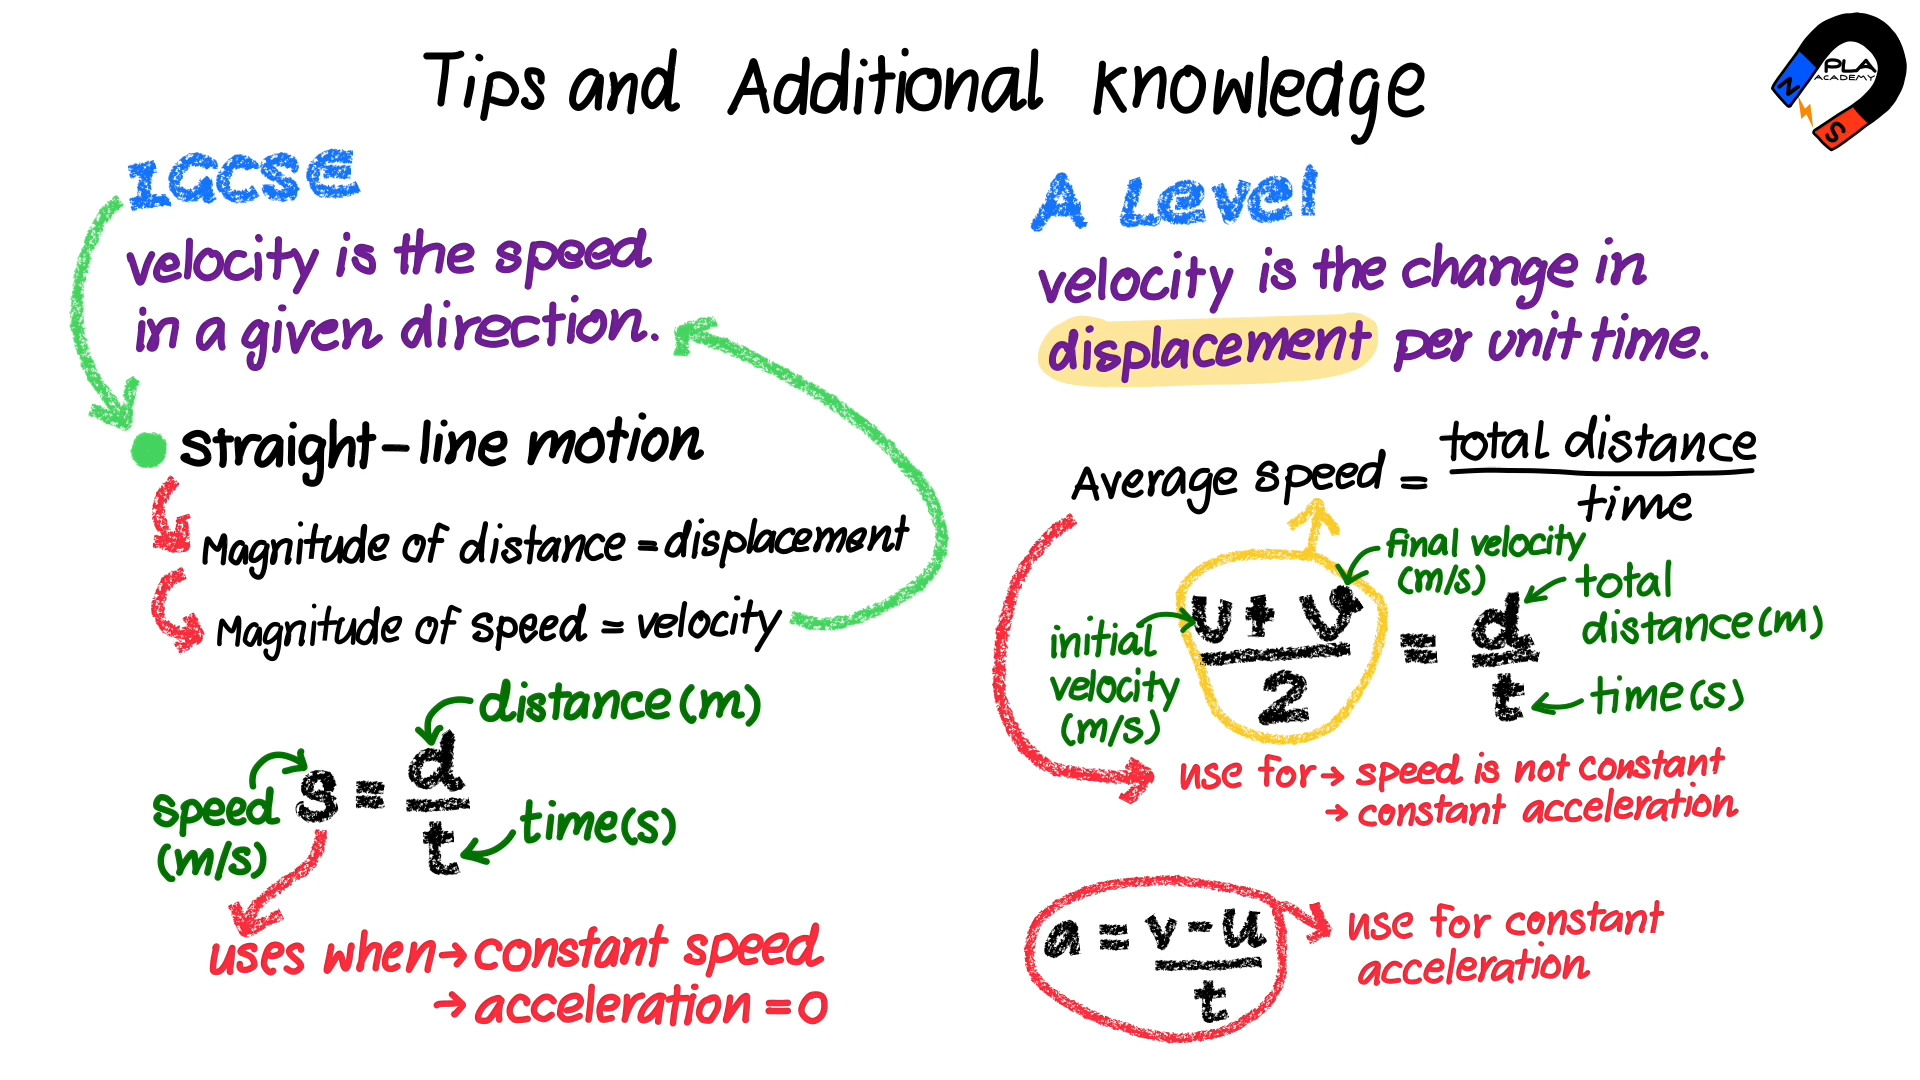 Tips and Additional Knowledge
PLA
ACADEMY
N
S
IGCSE
velocity is the speed
in a given direction.
straight-line motion
Magnitude of distance = displacement
Magnitude of speed = velocity
distance (m)
speed
(m/s)
s = d
t
time (s)
uses when → constant speed
→ acceleration = 0
A Level
velocity is the change in
displacement per unit time.
Average speed = total distance
time
final velocity
(m/s)
total
distance (m)
initial
velocity
(m/s)
u + v
2
= d
t
time (s)
use for → speed is not constant
→ constant acceleration
a = v - u
t
use for constant
acceleration